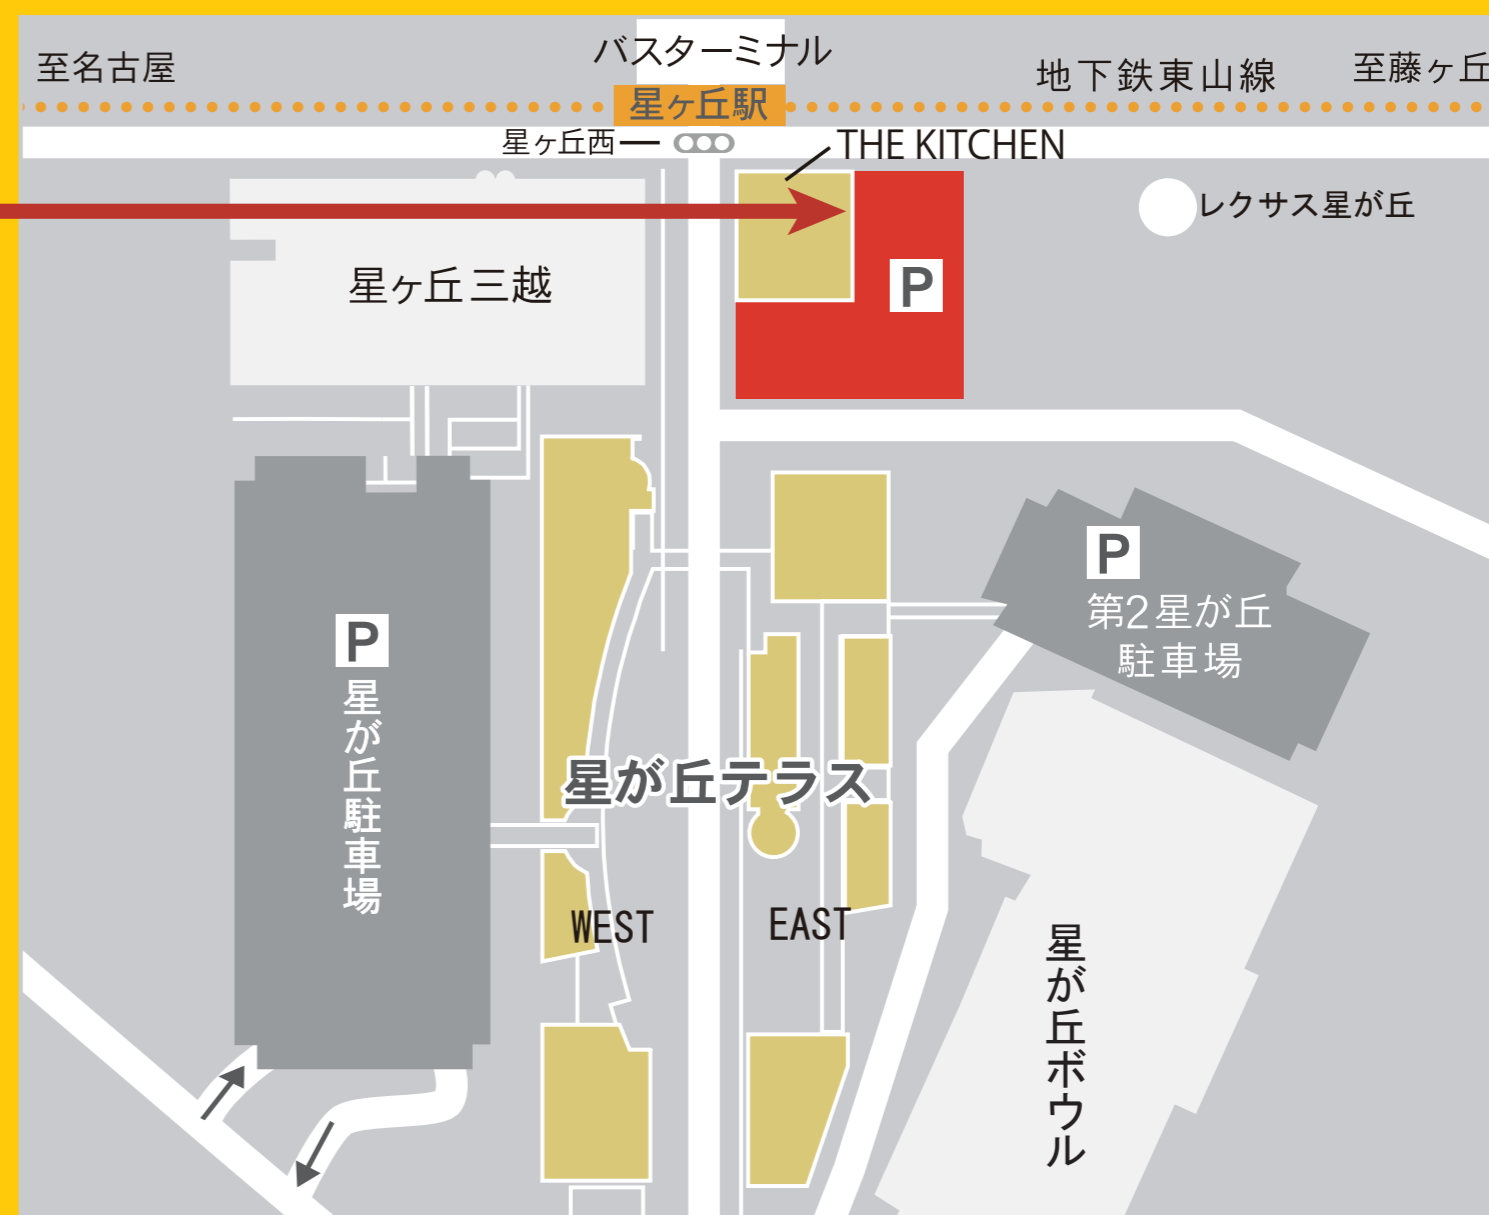 バスターミナル
至名古屋
地下鉄東山線
至藤ヶ丘
星ヶ丘駅
星ヶ丘西
THE KITCHEN
レクサス星が丘
星ヶ丘三越
P
P
第2星が丘
駐車場
P
星が丘駐車場
星が丘テラス
WEST
EAST
星が丘ボウル